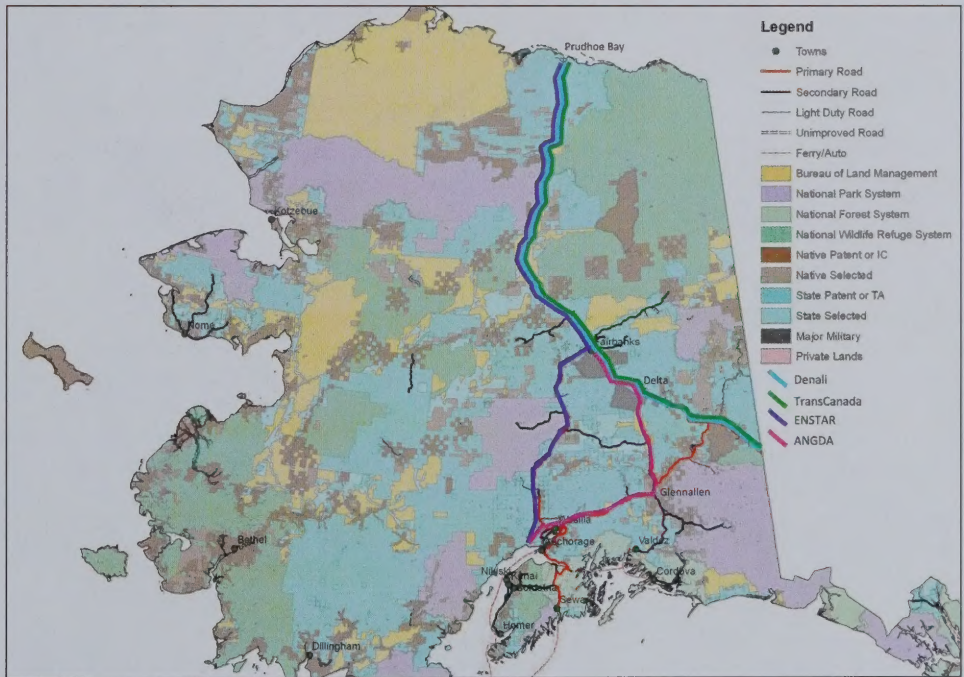 Prudhoe Bay
Kotzebue
Nome
Fairbanks
Delta
Glennallen
Wasilla
Anchorage
Valdez
Nikiski
Kenai
Soldotna
Cordova
Seward
Homer
Bethel
Dillingham
Legend
Towns
Primary Road
Secondary Road
Light Duty Road
Unimproved Road
Ferry/Auto
Bureau of Land Management
National Park System
National Forest System
National Wildlife Refuge System
Native Patent or IC
Native Selected
State Patent or TA
State Selected
Major Military
Private Lands
Denali
TransCanada
ENSTAR
ANGDA